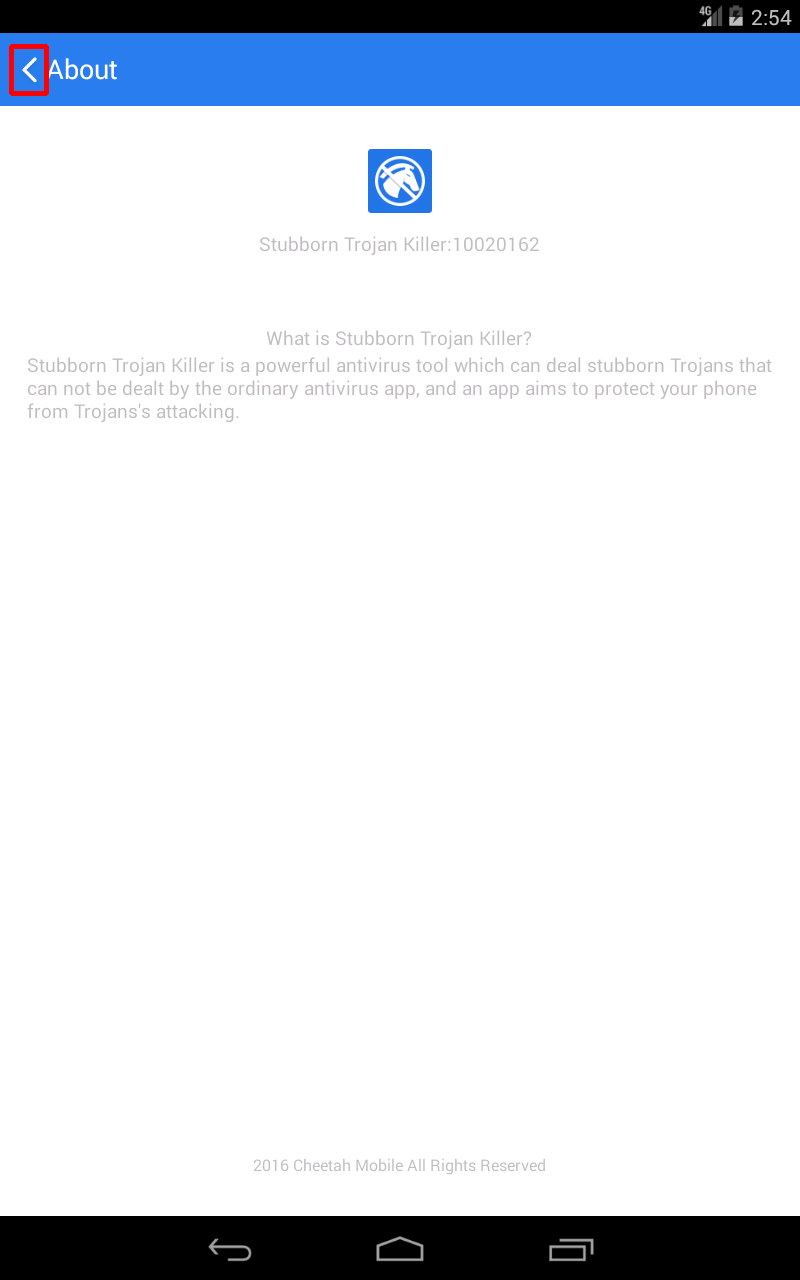 4G 2:54
About
Stubborn Trojan Killer:10020162
What is Stubborn Trojan Killer?
Stubborn Trojan Killer is a powerful antivirus tool which can deal stubborn Trojans that
can not be dealt by the ordinary antivirus app, and an app aims to protect your phone
from Trojans's attacking.
2016 Cheetah Mobile All Rights Reserved